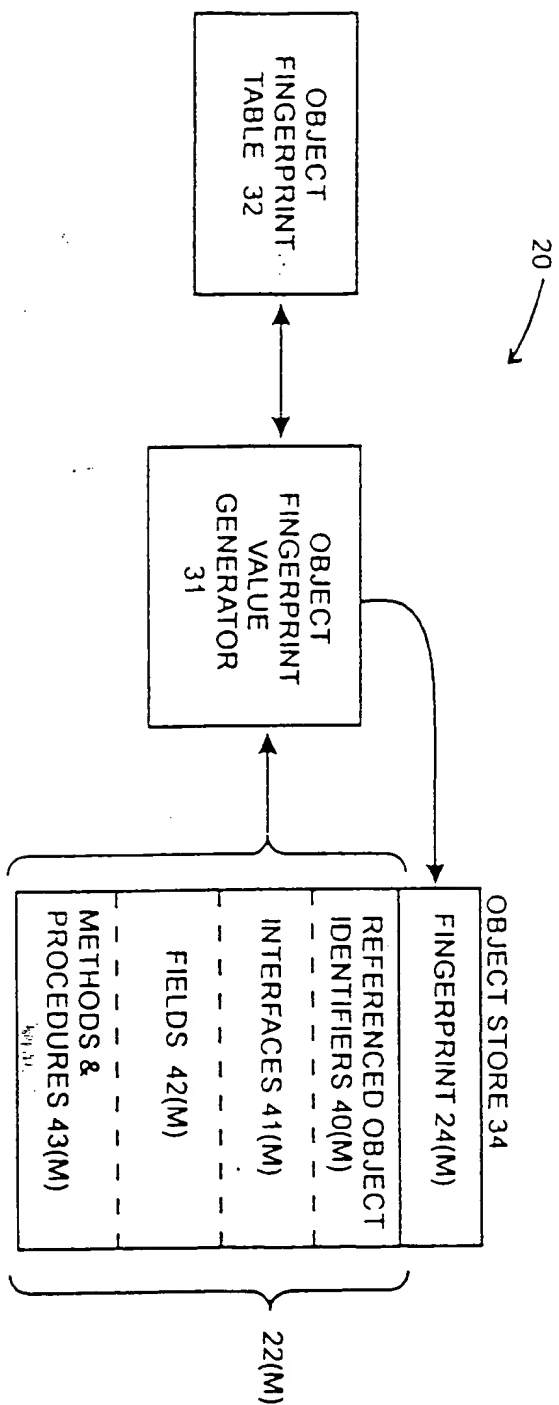 20
OBJECT
FINGERPRINT
TABLE 32
OBJECT
FINGERPRINT
VALUE
GENERATOR
31
OBJECT STORE 34
FINGERPRINT 24(M)
REFERENCED OBJECT
IDENTIFIERS 40(M)
INTERFACES 41(M)
FIELDS 42(M)
METHODS &
PROCEDURES 43(M)
22(M)